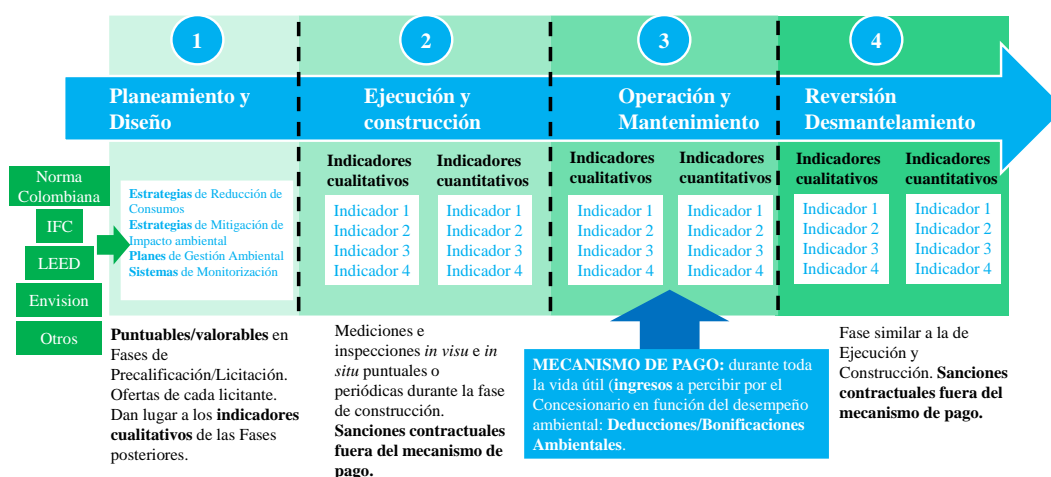 1
2
3
4
Planeamiento y
Diseño
Ejecución y
construcción
Operación y
Mantenimiento
Reversión
Desmantelamiento
Norma
Colombiana
IFC
LEED
Envision
Otros
Estrategias de Reducción de
Consumos
Estrategias de Mitigación de
Impacto ambiental
Planes de Gestión Ambiental
Sistemas de Monitorización
Indicadores
cualitativos
Indicador 1
Indicador 2
Indicador 3
Indicador 4
Indicadores
cuantitativos
Indicador 1
Indicador 2
Indicador 3
Indicador 4
Indicadores
cualitativos
Indicador 1
Indicador 2
Indicador 3
Indicador 4
Indicadores
cuantitativos
Indicador 1
Indicador 2
Indicador 3
Indicador 4
Indicadores
cualitativos
Indicador 1
Indicador 2
Indicador 3
Indicador 4
Indicadores
cuantitativos
Indicador 1
Indicador 2
Indicador 3
Indicador 4
Puntuables/valorables en
Fases de
Precalificación/Licitación.
Ofertas de cada licitante.
Dan lugar a los indicadores
cualitativos de las Fases
posteriores.
Mediciones e
inspecciones in visu e in
situ puntuales o
periódicas durante la fase
de construcción.
Sanciones contractuales
fuera del mecanismo de
pago.
MECANISMO DE PAGO: durante toda
la vida útil (ingresos a percibir por el
Concesionario en función del desempeño
ambiental: Deducciones/Bonificaciones
Ambientales.
Fase similar a la de
Ejecución y
Construcción. Sanciones
contractuales fuera del
mecanismo de pago.